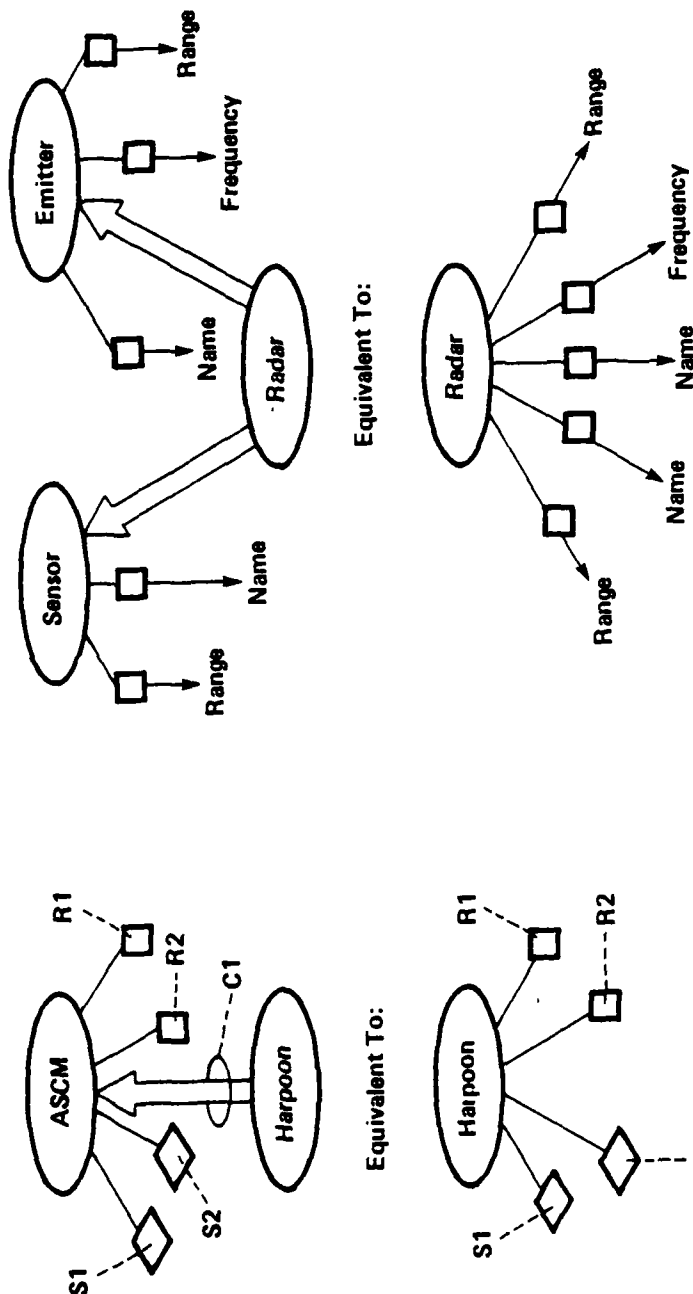 ASCM
R1
R2
S1
S2
C1
Harpoon
Equivalent To:
Harpoon
R1
R2
S1
Sensor
Range
Name
Emitter
Name
Frequency
Range
Radar
Equivalent To:
Radar
Range
Name
Name
Frequency
Range